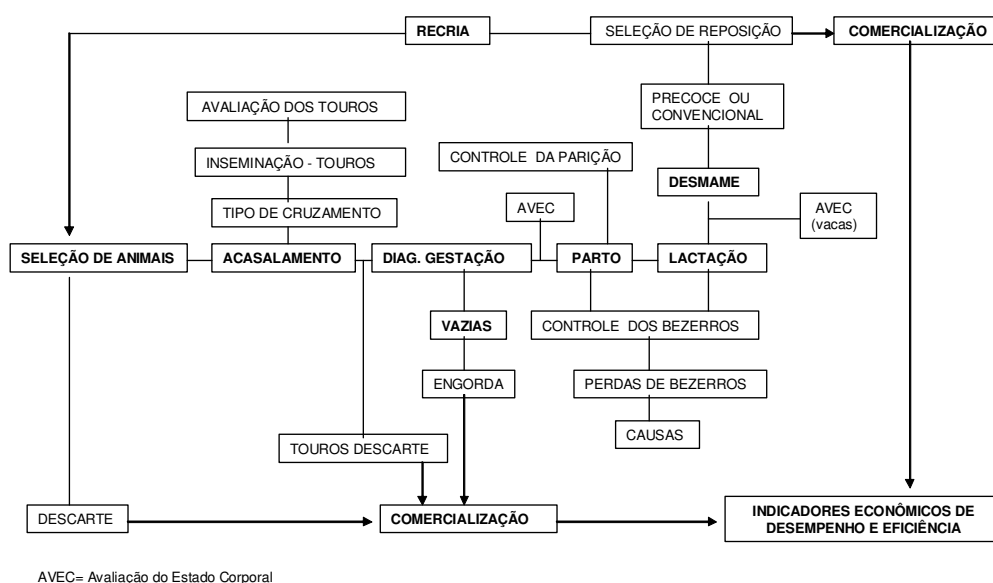 RECRIA
SELEÇÃO DE REPOSIÇÃO
COMERCIALIZAÇÃO
AVALIAÇÃO DOS TOUROS
PRECOCE OU
CONVENCIONAL
INSEMINAÇÃO - TOUROS
CONTROLE DA PARIÇÃO
DESMAME
TIPO DE CRUZAMENTO
AVEC
AVEC
(vacas)
SELEÇÃO DE ANIMAIS
ACASALAMENTO
DIAG. GESTAÇÃO
PARTO
LACTAÇÃO
VAZIAS
CONTROLE DOS BEZERROS
ENGORDA
PERDAS DE BEZERROS
CAUSAS
TOUROS DESCARTE
DESCARTE
COMERCIALIZAÇÃO
INDICADORES ECONÔMICOS DE
DESEMPENHO E EFICIÊNCIA
AVEC= Avaliação do Estado Corporal